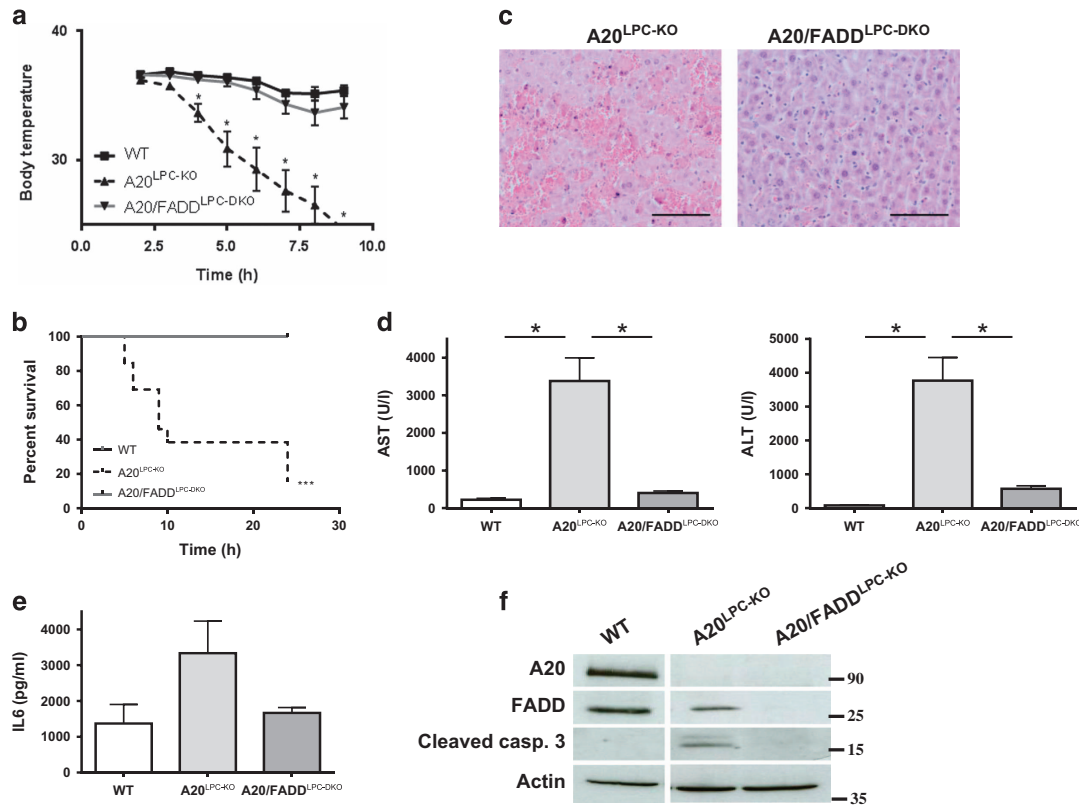 a
40
30
Body temperature
WT
A20LPC-KO
A20/FADDLPC-DKO
*
*
*
*
*
*
0.0 2.5 5.0 7.5 10.0
Time (h)
c
A20LPC-KO A20/FADDLPC-DKO
b
100
80
60
40
20
0
Percent survival
WT
A20LPC-KO
A20/FADDLPC-DKO
***
0 10 20 30
Time (h)
d
* *
4000
3000
2000
1000
0
AST (U/l)
WT A20LPC-KO A20/FADDLPC-DKO
* *
5000
4000
3000
2000
1000
0
ALT (U/l)
WT A20LPC-KO A20/FADDLPC-DKO
e
4000
3000
2000
1000
0
IL6 (pg/ml)
WT A20LPC-KO A20/FADDLPC-DKO
f
WT A20LPC-KO A20/FADDLPC-KO
A20 90
FADD 25
Cleaved casp. 3 15
Actin 35